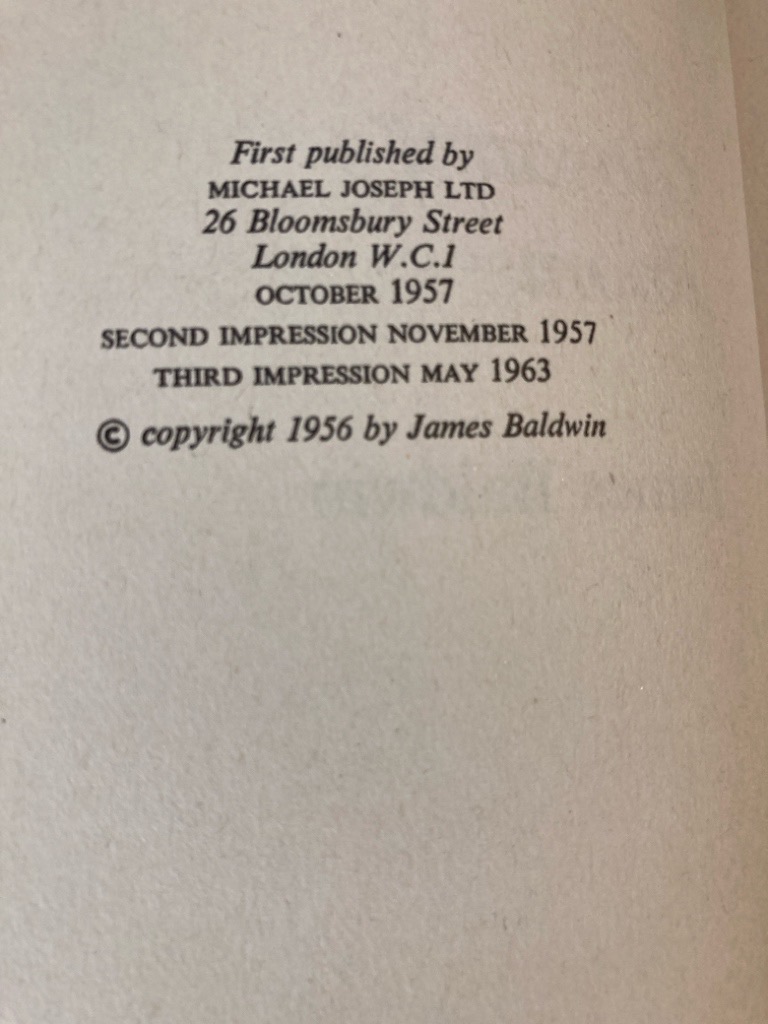 First published by
MICHAEL JOSEPH LTD
26 Bloomsbury Street
London W.C.1
OCTOBER 1957
SECOND IMPRESSION NOVEMBER 1957
THIRD IMPRESSION MAY 1963
© copyright 1956 by James Baldwin